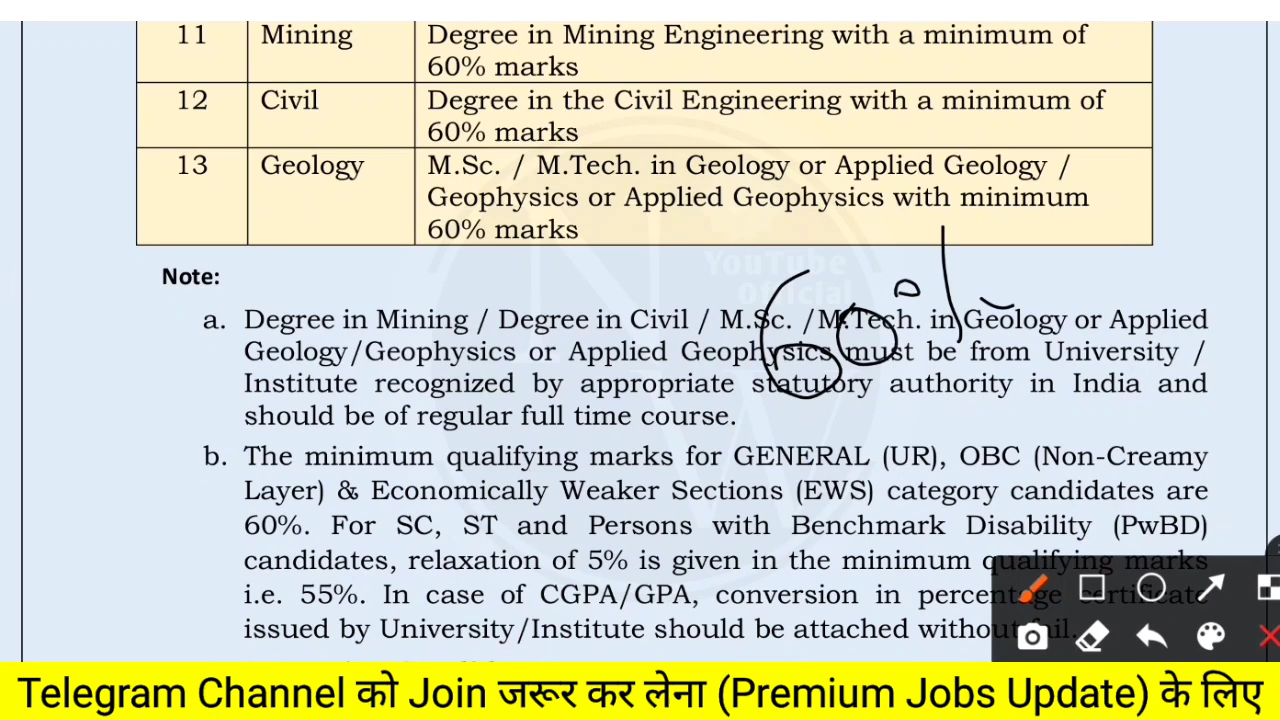 11 Mining Degree in Mining Engineering with a minimum of
60% marks
12 Civil Degree in the Civil Engineering with a minimum of
60% marks
13 Geology M.Sc. / M.Tech. in Geology or Applied Geology /
Geophysics or Applied Geophysics with minimum
60% marks
YouTube
Official
60%
Note:
a. Degree in Mining / Degree in Civil / M.Sc. /M.Tech. in Geology or Applied
Geology/Geophysics or Applied Geophysics must be from University /
Institute recognized by appropriate statutory authority in India and
should be of regular full time course.
b. The minimum qualifying marks for GENERAL (UR), OBC (Non-Creamy
Layer) & Economically Weaker Sections (EWS) category candidates are
60%. For SC, ST and Persons with Benchmark Disability (PwBD)
candidates, relaxation of 5% is given in the minimum qualifying marks
i.e. 55%. In case of CGPA/GPA, conversion in percentage certificate
issued by University/Institute should be attached without fail.
Telegram Channel को Join जरूर कर लेना (Premium Jobs Update) के लिए